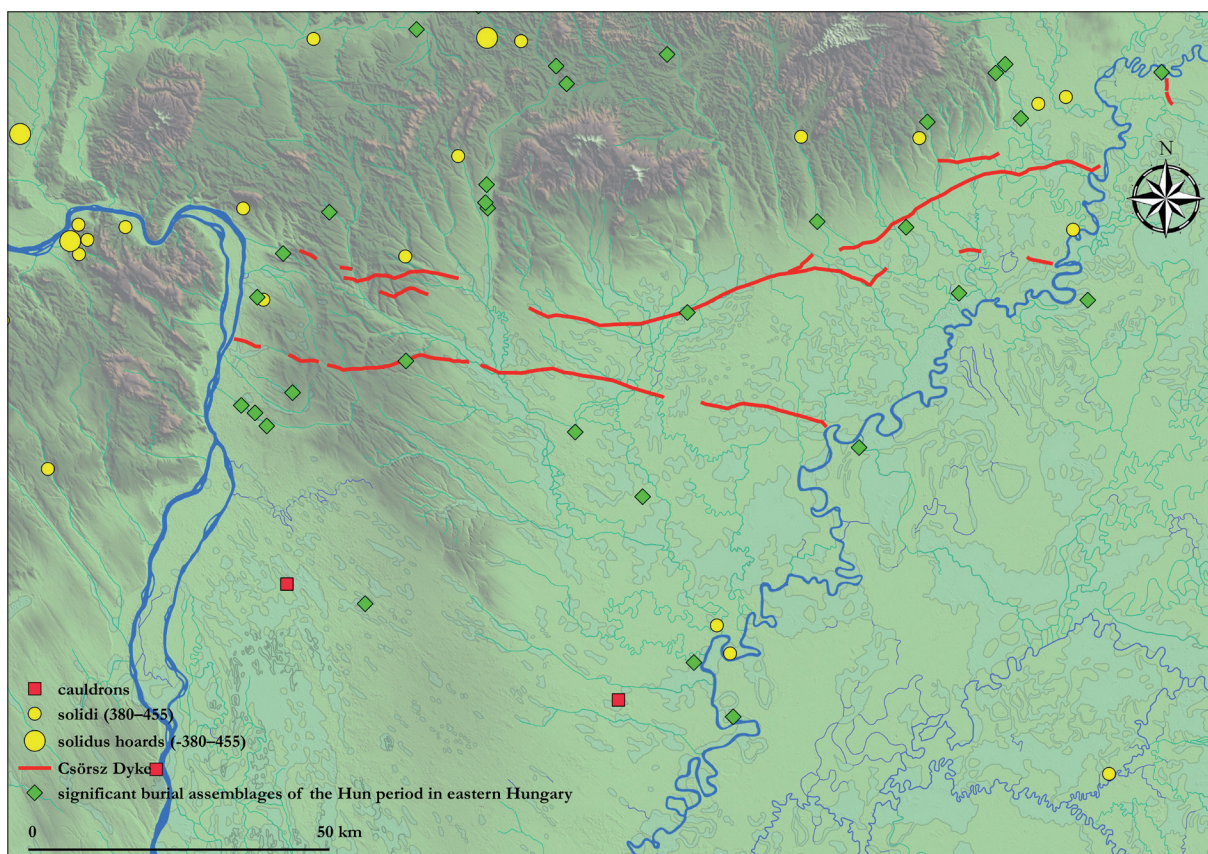 N
cauldrons
solidi (380–455)
solidus hoards (-380–455)
Csörsz Dyke
significant burial assemblages of the Hun period in eastern Hungary
0 50 km